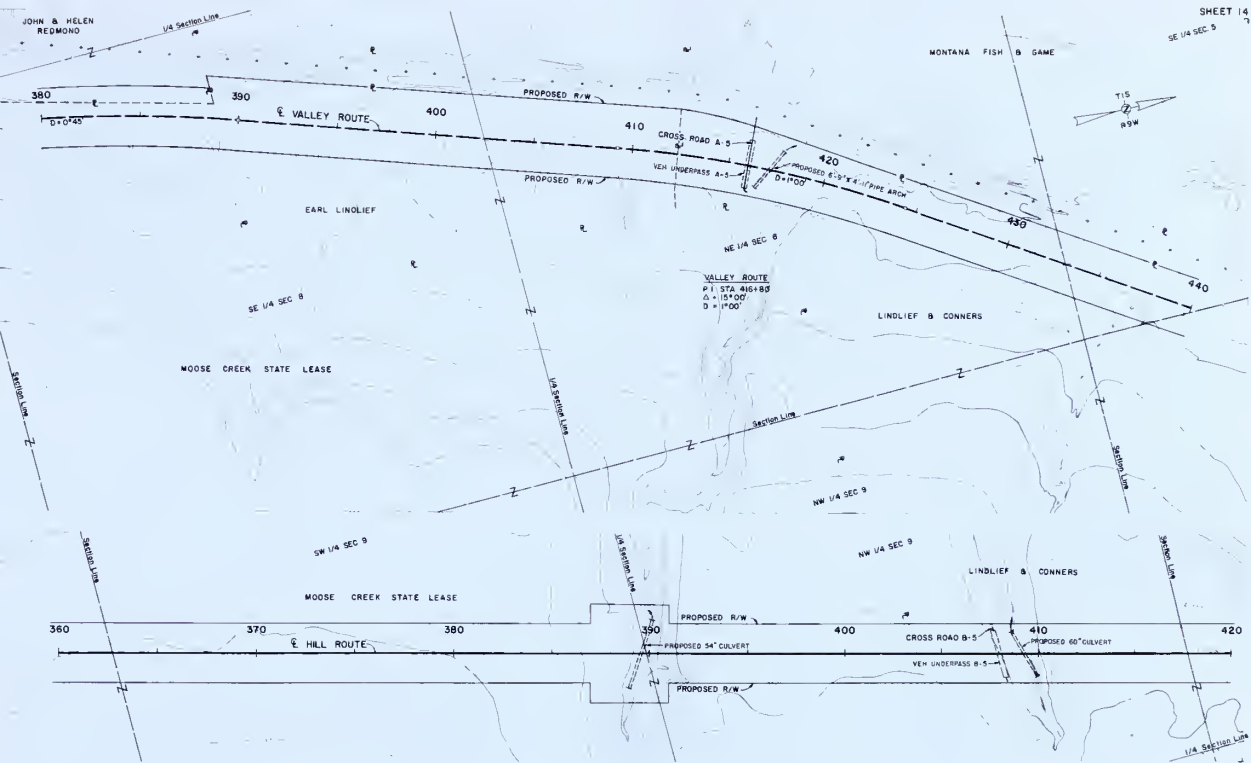 SHEET 14
JOHN & HELEN
REDMOND
1/4 Section Line
Z
MONTANA FISH & GAME
SE 1/4 SEC. 5
T1S
Z
R9W
380
390
400
410
420
430
440
PROPOSED R/W
D=0°45'
℄ VALLEY ROUTE
CROSS ROAD A-5
VEH UNDERPASS A-5
D=1°00'
PROPOSED 6'-9" X 4'-11" PIPE ARCH
PROPOSED R/W
EARL LINDLIEF
NE 1/4 SEC 8
SE 1/4 SEC 8
VALLEY ROUTE
P I STA 416+80
Δ = 15°00'
D = 1°00'
LINDLIEF & CONNERS
MOOSE CREEK STATE LEASE
Section Line
Z
1/4 Section Line
Z
Section Line
Z
Section Line
Z
NW 1/4 SEC 9
SW 1/4 SEC 9
NW 1/4 SEC 9
Section Line
1/4 Section Line
Section Line
LINDLIEF & CONNERS
MOOSE CREEK STATE LEASE
360
370
380
390
400
410
420
PROPOSED R/W
℄ HILL ROUTE
PROPOSED 54" CULVERT
CROSS ROAD B-5
PROPOSED 60" CULVERT
VEH UNDERPASS B-5
PROPOSED R/W
Z
Z
Z
1/4 Section Line